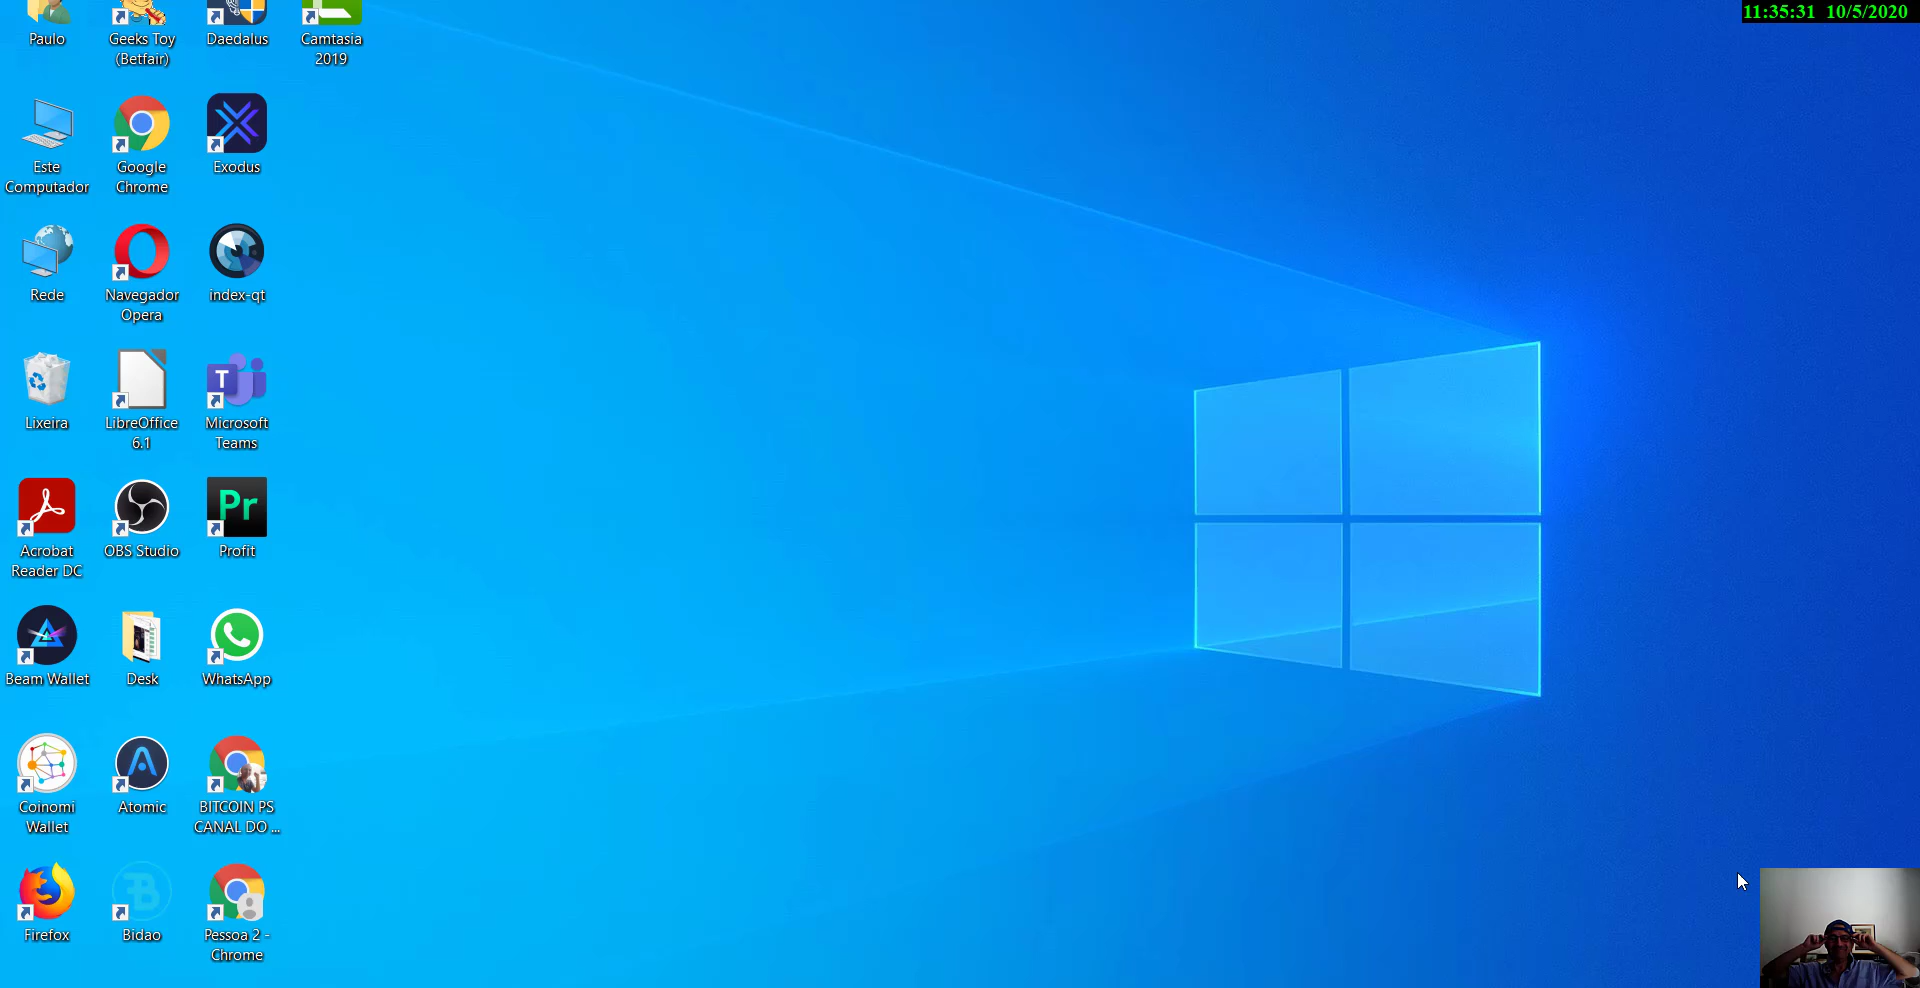 11:35:31 10/5/2020
Paulo
Geeks Toy
(Betfair)
Daedalus
Camtasia
2019
Este
Computador
Google
Chrome
Exodus
Rede
Navegador
Opera
index-qt
Lixeira
LibreOffice
6.1
T
Microsoft
Teams
Acrobat
Reader DC
OBS Studio
Pr
Profit
Beam Wallet
Desk
WhatsApp
Coinomi
Wallet
Atomic
BITCOIN PS
CANAL DO ...
Firefox
Bidao
Pessoa 2 -
Chrome